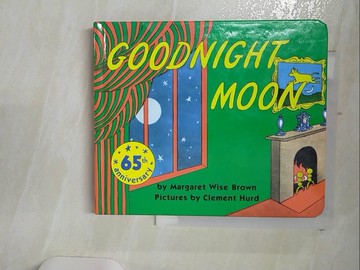 GOODNIGHT
MOON
65th
anniversary
by Margaret Wise Brown
Pictures by Clement Hurd